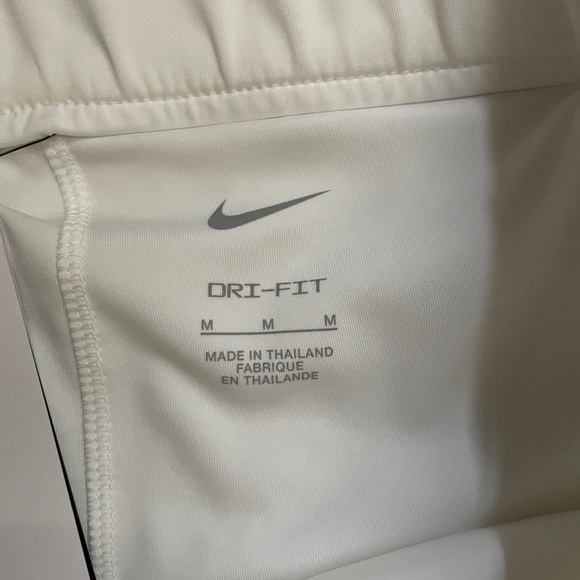 DRI-FIT
M M M
MADE IN THAILAND
FABRIQUE
EN THAILANDE